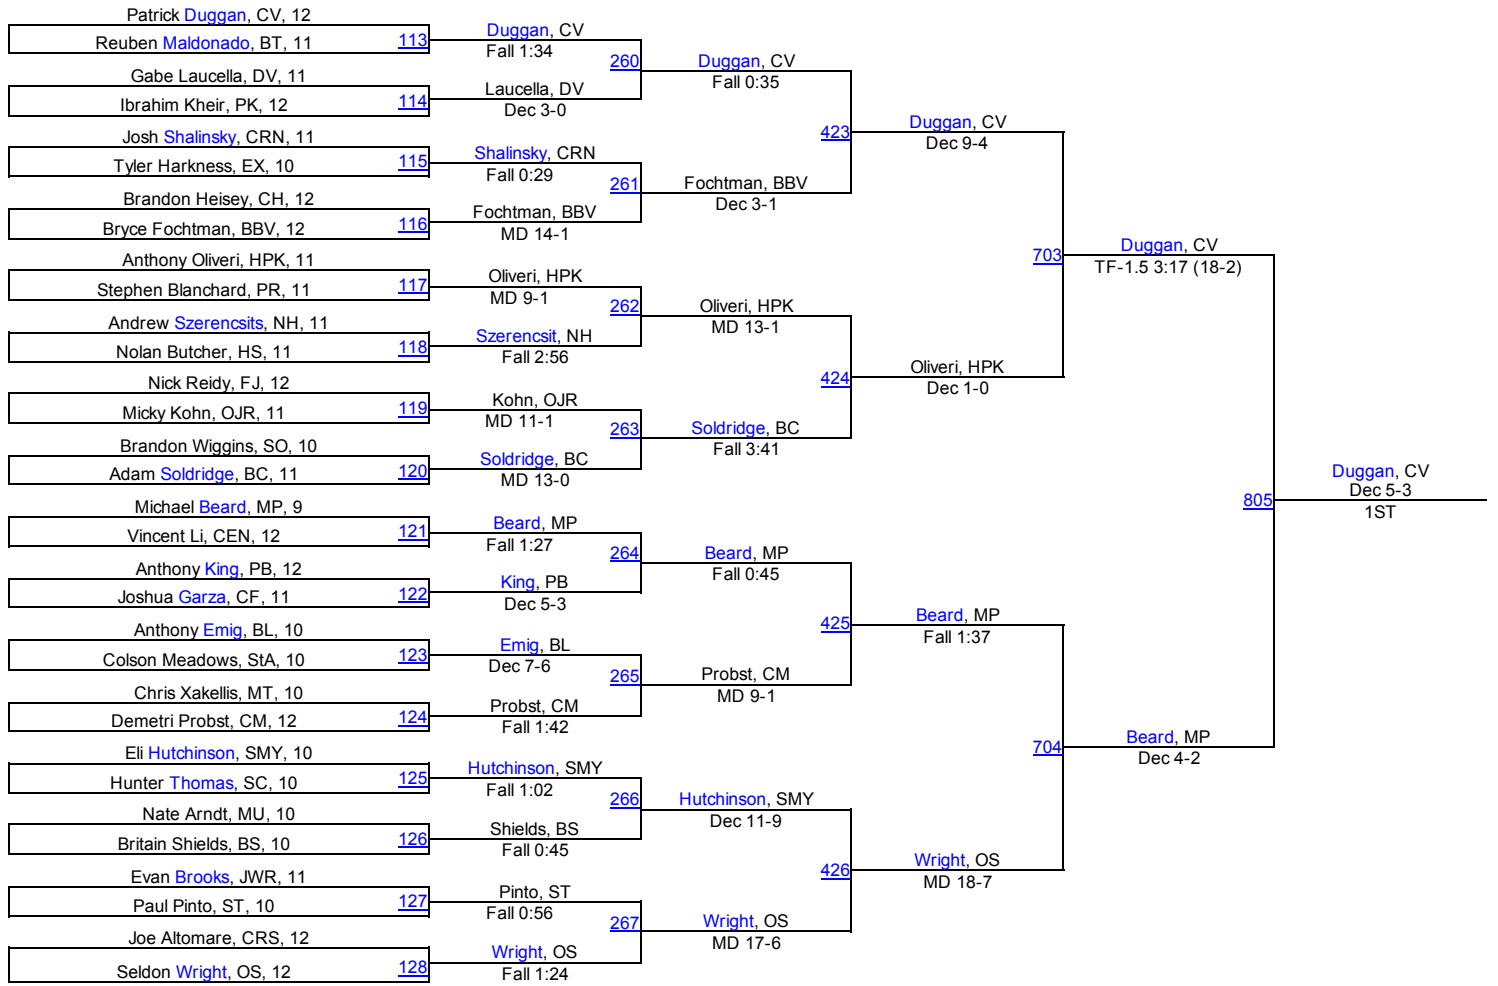 Patrick Duggan, CV, 12
Reuben Maldonado, BT, 11
113
Gabe Laucella, DV, 11
Ibrahim Kheir, PK, 12
114
Josh Shalinsky, CRN, 11
Tyler Harkness, EX, 10
115
Brandon Heisey, CH, 12
Bryce Fochtman, BBV, 12
116
Anthony Oliveri, HPK, 11
Stephen Blanchard, PR, 11
117
Andrew Szerencsits, NH, 11
Nolan Butcher, HS, 11
118
Nick Reidy, FJ, 12
Micky Kohn, OJR, 11
119
Brandon Wiggins, SO, 10
Adam Soldridge, BC, 11
120
Michael Beard, MP, 9
Vincent Li, CEN, 12
121
Anthony King, PB, 12
Joshua Garza, CF, 11
122
Anthony Emig, BL, 10
Colson Meadows, StA, 10
123
Chris Xakellis, MT, 10
Demetri Probst, CM, 12
124
Eli Hutchinson, SMY, 10
Hunter Thomas, SC, 10
125
Nate Arndt, MU, 10
Britain Shields, BS, 10
126
Evan Brooks, JWR, 11
Paul Pinto, ST, 10
127
Joe Altomare, CRS, 12
Seldon Wright, OS, 12
128
Duggan, CV
Fall 1:34
260
Laucella, DV
Dec 3-0
Shalinsky, CRN
Fall 0:29
261
Fochtman, BBV
MD 14-1
Oliveri, HPK
MD 9-1
262
Szerencsit, NH
Fall 2:56
Kohn, OJR
MD 11-1
263
Soldridge, BC
MD 13-0
Beard, MP
Fall 1:27
264
King, PB
Dec 5-3
Emig, BL
Dec 7-6
265
Probst, CM
Fall 1:42
Hutchinson, SMY
Fall 1:02
266
Shields, BS
Fall 0:45
Pinto, ST
Fall 0:56
267
Wright, OS
Fall 1:24
Duggan, CV
Fall 0:35
423
Fochtman, BBV
Dec 3-1
Oliveri, HPK
MD 13-1
424
Soldridge, BC
Fall 3:41
Beard, MP
Fall 0:45
425
Probst, CM
MD 9-1
Hutchinson, SMY
Dec 11-9
426
Wright, OS
MD 17-6
Duggan, CV
Dec 9-4
703
Oliveri, HPK
Dec 1-0
Beard, MP
Fall 1:37
704
Wright, OS
MD 18-7
Duggan, CV
TF-1.5 3:17 (18-2)
805
Beard, MP
Dec 4-2
Duggan, CV
Dec 5-3
1ST